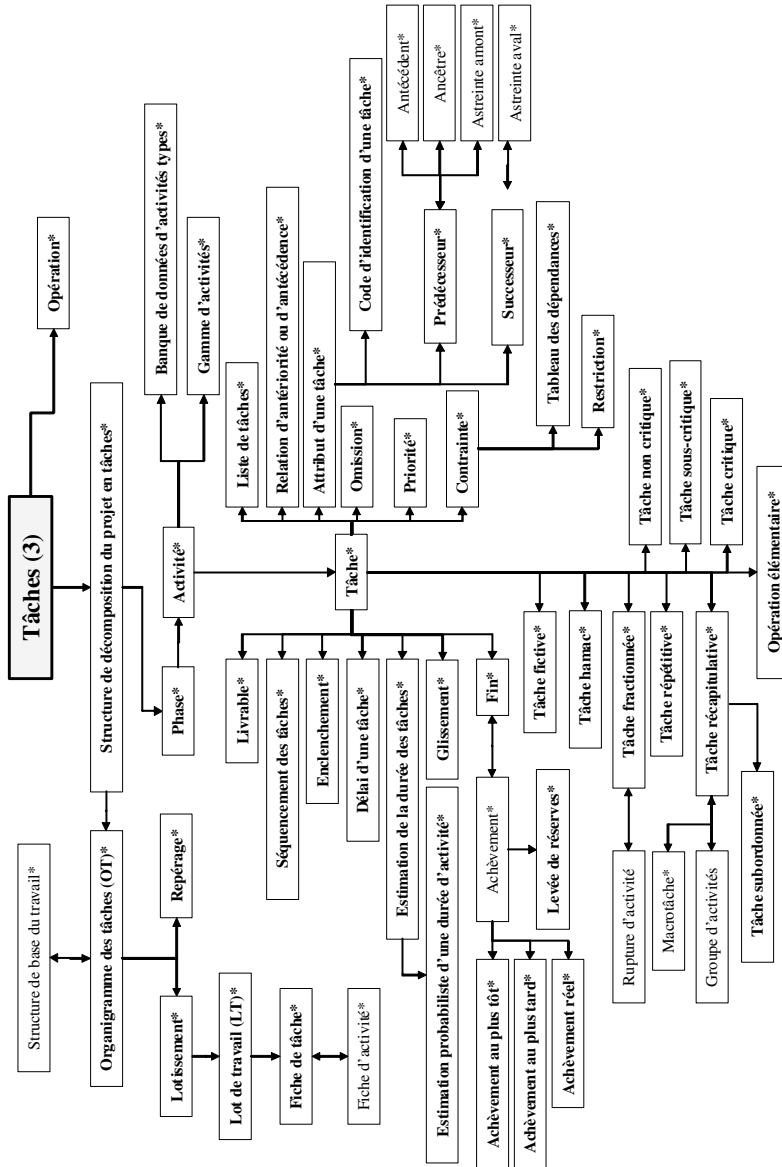 Tâches (3)
Opération*
Structure de décomposition du projet en tâches*
Structure de base du travail*
Organigramme des tâches (OT)*
Repérage*
Lotissement*
Lot de travail (LT)*
Fiche de tâche*
Fiche d'activité*
Phase*
Activité*
Banque de données d'activités types*
Gamme d'activités*
Tâche*
Liste de tâches*
Relation d'antériorité ou d'antécédence*
Attribut d'une tâche*
Omission*
Priorité*
Contrainte*
Code d'identification d'une tâche*
Prédécesseur*
Successeur*
Antécédent*
Ancêtre*
Astreinte amont*
Astreinte aval*
Tableau des dépendances*
Restriction*
Livrable*
Séquencement des tâches*
Enclenchement*
Délai d'une tâche*
Estimation de la durée des tâches*
Glissement*
Fin*
Estimation probabiliste d'une durée d'activité*
Achèvement*
Levée de réserves*
Achèvement au plus tôt*
Achèvement au plus tard*
Achèvement réel*
Tâche fictive*
Tâche hamac*
Tâche fractionnée*
Tâche répétitive*
Tâche récapitulative*
Rupture d'activité
Macrotâche*
Groupe d'activités
Tâche subordonnée*
Tâche non critique*
Tâche sous-critique*
Tâche critique*
Opération élémentaire*